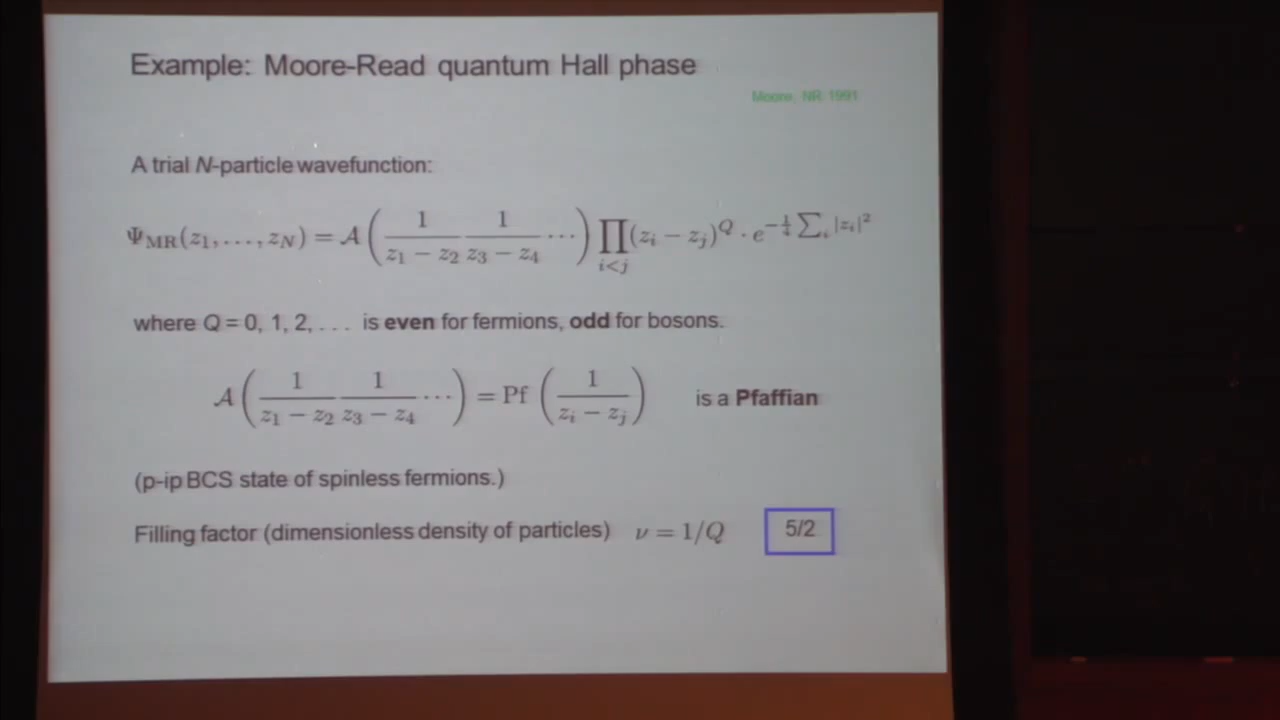 Example: Moore-Read quantum Hall phase
Moore, NR 1991
A trial N-particle wavefunction:
Ψ_MR(z_1, …, z_N) = 𝒜 ( 1/(z_1 − z_2) 1/(z_3 − z_4) ⋯ ) ∏_{i<j} (z_i − z_j)^Q · e^{−¼ ∑_i |z_i|²}
where Q = 0, 1, 2, . . . is even for fermions, odd for bosons.
𝒜 ( 1/(z_1 − z_2) 1/(z_3 − z_4) ⋯ ) = Pf ( 1/(z_i − z_j) ) is a Pfaffian
(p-ip BCS state of spinless fermions.)
Filling factor (dimensionless density of particles) ν = 1/Q 5/2